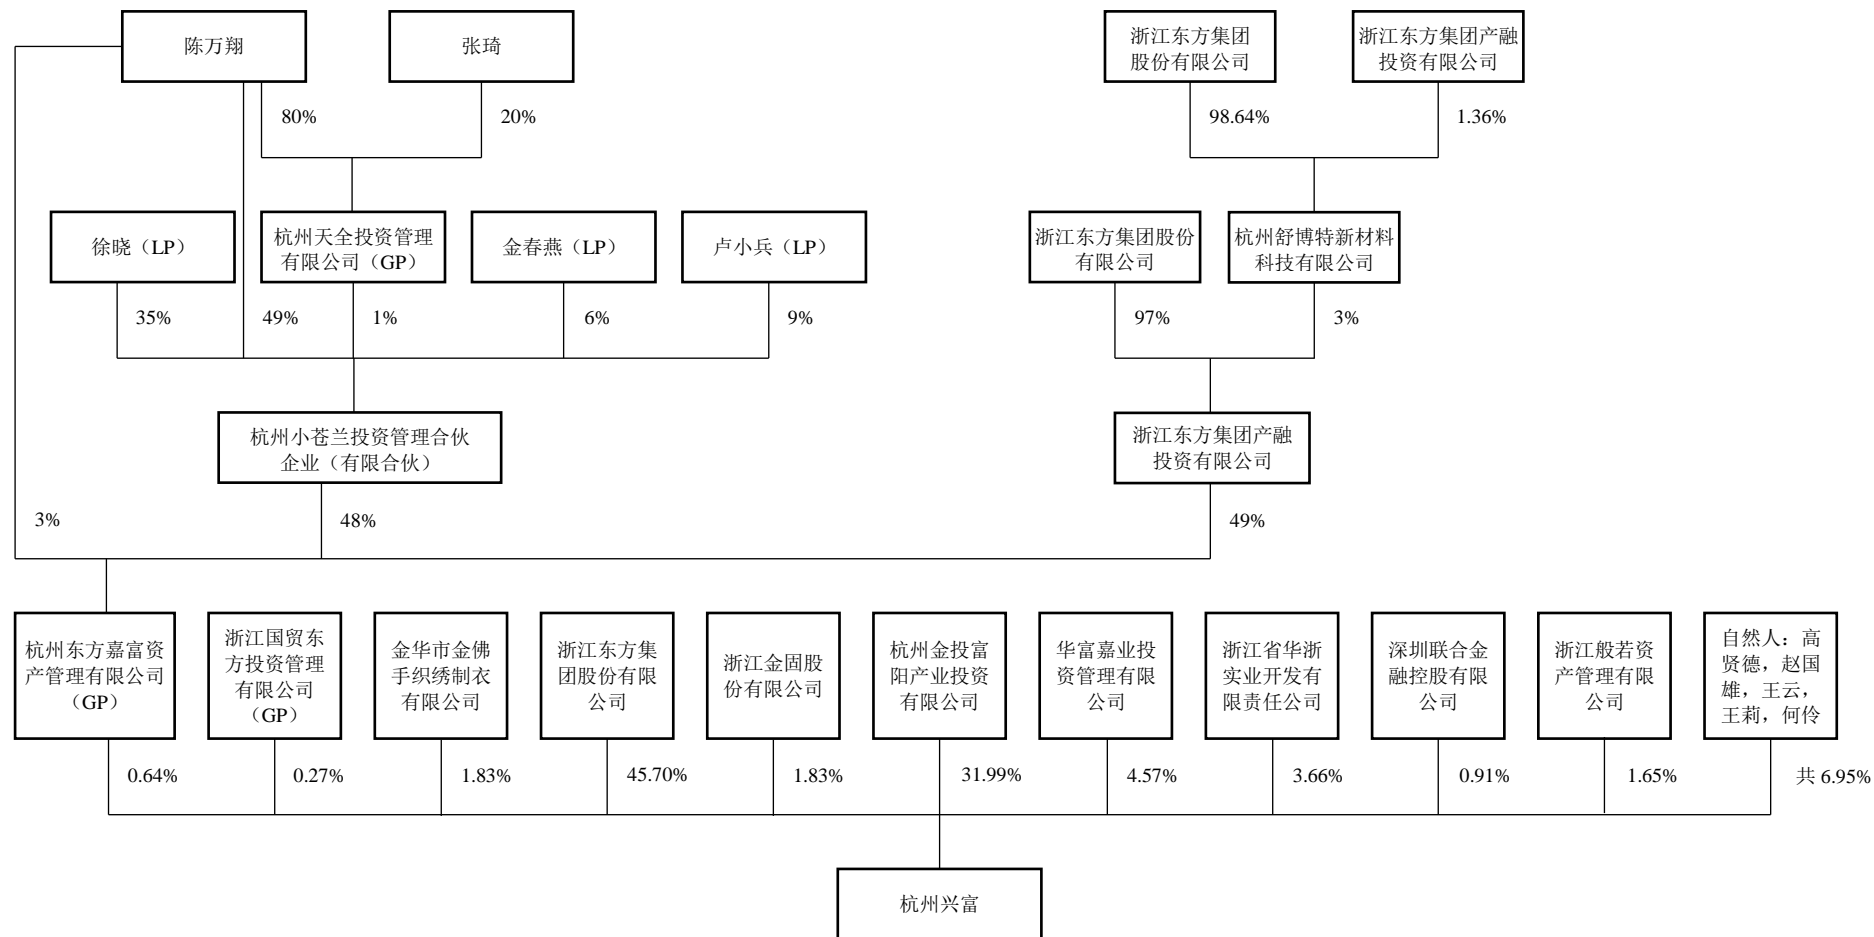 陈万翔
张琦
浙江东方集团
股份有限公司
浙江东方集团产融
投资有限公司
80%
20%
98.64%
1.36%
徐晓（LP）
杭州天全投资管理
有限公司（GP）
金春燕（LP）
卢小兵（LP）
浙江东方集团股份
有限公司
杭州舒博特新材料
科技有限公司
35%
49%
1%
6%
9%
97%
3%
杭州小苍兰投资管理合伙
企业（有限合伙）
浙江东方集团产融
投资有限公司
3%
48%
49%
杭州东方嘉富资
产管理有限公司
（GP）
浙江国贸东
方投资管理
有限公司
（GP）
金华市金佛
手织绣制衣
有限公司
浙江东方集
团股份有限
公司
浙江金固股
份有限公司
杭州金投富
阳产业投资
有限公司
华富嘉业投
资管理有限
公司
浙江省华浙
实业开发有
限责任公司
深圳联合金
融控股有限
公司
浙江般若资
产管理有限
公司
自然人：高
贤德，赵国
雄，王云，
王莉，何伶
0.64%
0.27%
1.83%
45.70%
1.83%
31.99%
4.57%
3.66%
0.91%
1.65%
共 6.95%
杭州兴富